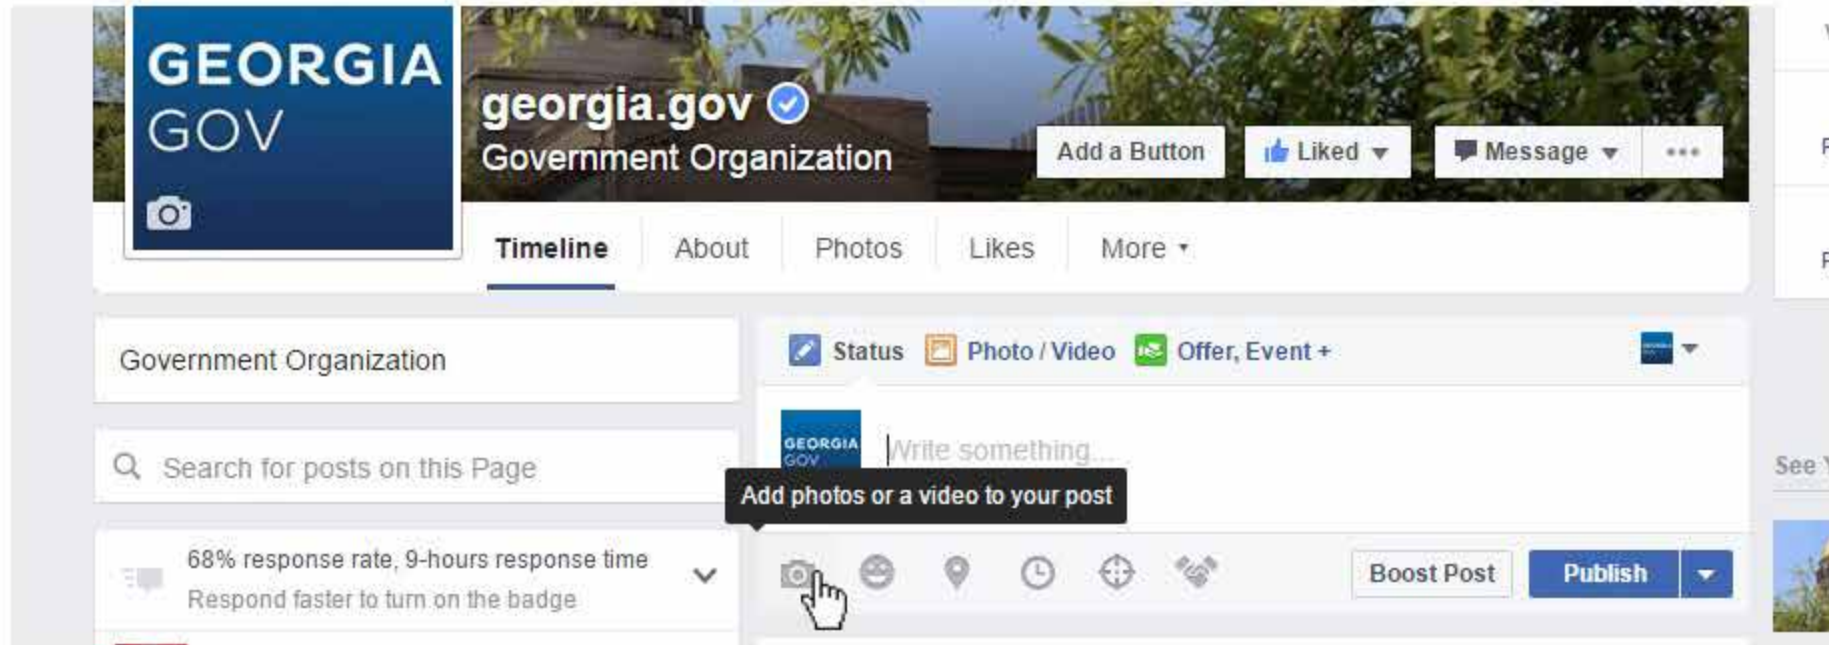 GEORGIA
GOV
georgia.gov
Government Organization
Add a Button
Liked
Message
Timeline
About
Photos
Likes
More
Government Organization
Search for posts on this Page
68% response rate, 9-hours response time
Respond faster to turn on the badge
Status
Photo / Video
Offer, Event +
GEORGIA
GOV
Write something...
Add photos or a video to your post
Boost Post
Publish
See